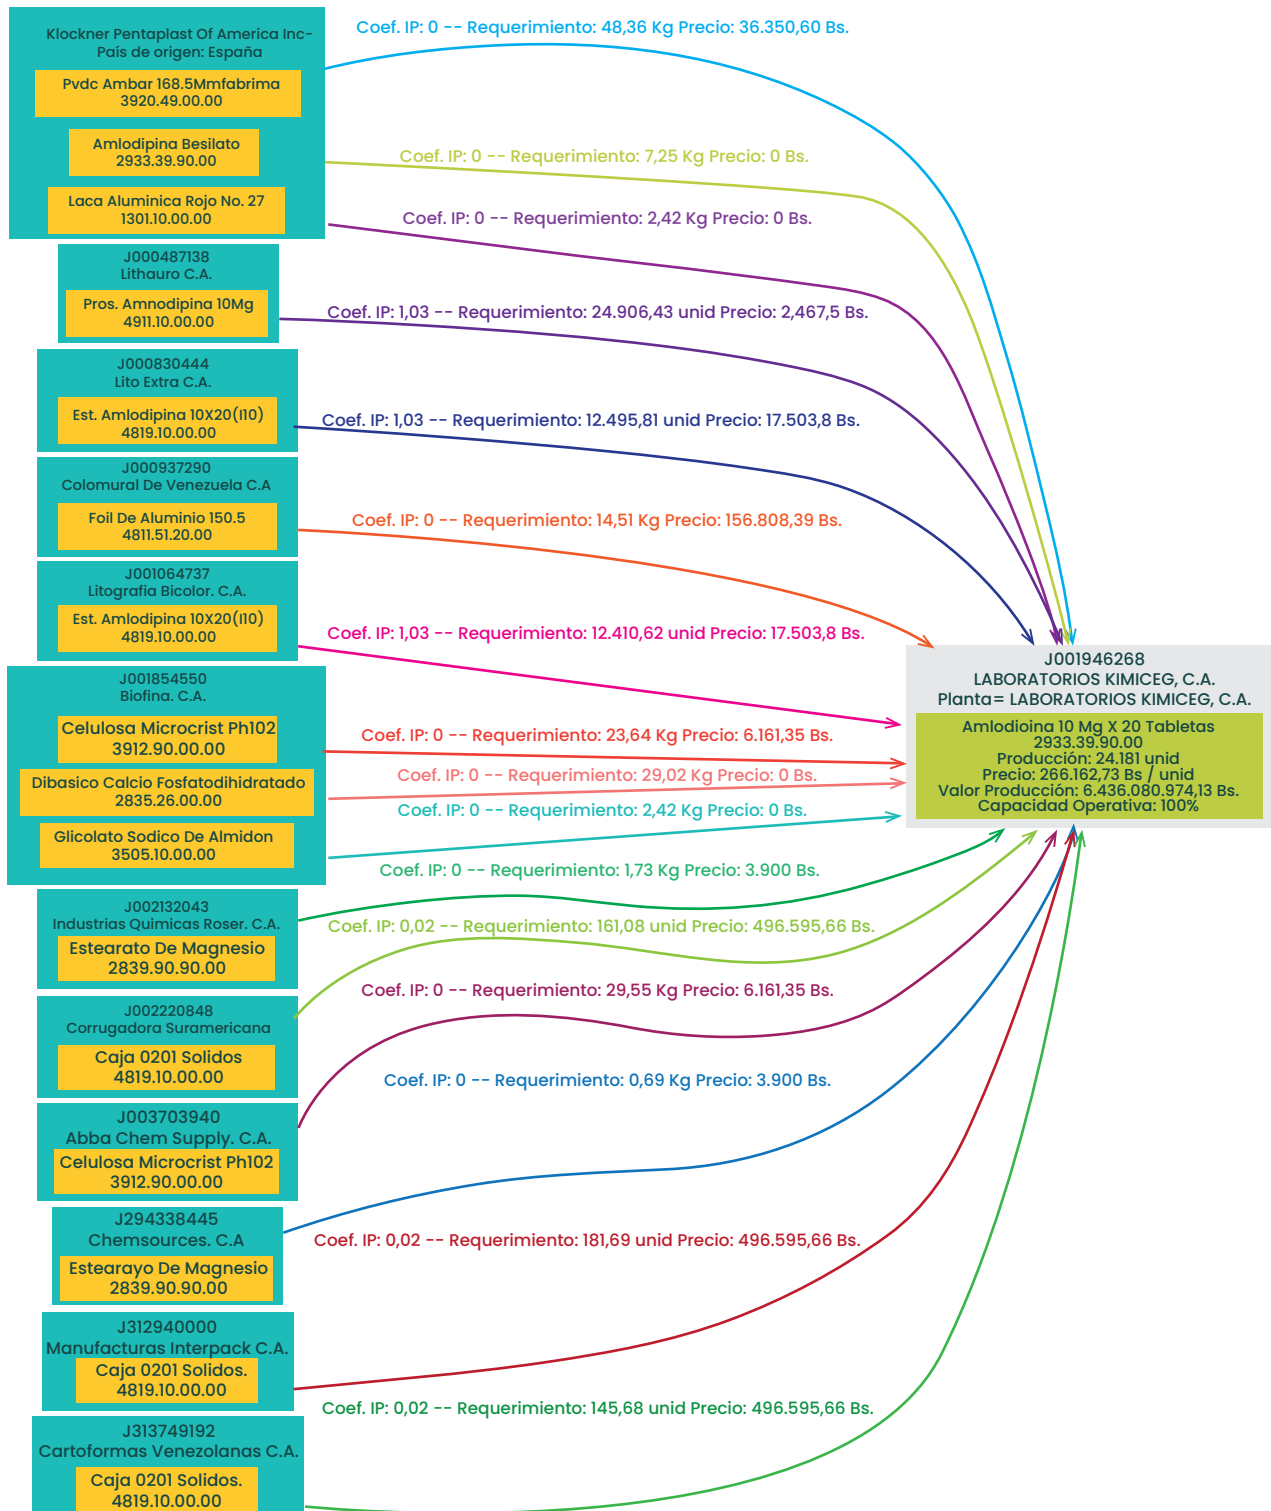 Klockner Pentaplast Of America Inc-
País de origen: España
Pvdc Ambar 168.5Mmfabrima
3920.49.00.00
Amlodipina Besilato
2933.39.90.00
Laca Aluminica Rojo No. 27
1301.10.00.00
Coef. IP: 0 -- Requerimiento: 48,36 Kg Precio: 36.350,60 Bs.
Coef. IP: 0 -- Requerimiento: 7,25 Kg Precio: 0 Bs.
Coef. IP: 0 -- Requerimiento: 2,42 Kg Precio: 0 Bs.
J000487138
Lithauro C.A.
Pros. Amnodipina 10Mg
4911.10.00.00
Coef. IP: 1,03 -- Requerimiento: 24.906,43 unid Precio: 2,467,5 Bs.
J000830444
Lito Extra C.A.
Est. Amlodipina 10X20(I10)
4819.10.00.00
Coef. IP: 1,03 -- Requerimiento: 12.495,81 unid Precio: 17.503,8 Bs.
J000937290
Colomural De Venezuela C.A
Foil De Aluminio 150.5
4811.51.20.00
Coef. IP: 0 -- Requerimiento: 14,51 Kg Precio: 156.808,39 Bs.
J001064737
Litografia Bicolor. C.A.
Est. Amlodipina 10X20(I10)
4819.10.00.00
Coef. IP: 1,03 -- Requerimiento: 12.410,62 unid Precio: 17.503,8 Bs.
J001854550
Biofina. C.A.
Celulosa Microcrist Ph102
3912.90.00.00
Dibasico Calcio Fosfatodihidratado
2835.26.00.00
Glicolato Sodico De Almidon
3505.10.00.00
Coef. IP: 0 -- Requerimiento: 23,64 Kg Precio: 6.161,35 Bs.
Coef. IP: 0 -- Requerimiento: 29,02 Kg Precio: 0 Bs.
Coef. IP: 0 -- Requerimiento: 2,42 Kg Precio: 0 Bs.
J001946268
LABORATORIOS KIMICEG, C.A.
Planta= LABORATORIOS KIMICEG, C.A.
Amlodioina 10 Mg X 20 Tabletas
2933.39.90.00
Producción: 24.181 unid
Precio: 266.162,73 Bs / unid
Valor Producción: 6.436.080.974,13 Bs.
Capacidad Operativa: 100%
J002132043
Industrias Quimicas Roser. C.A.
Estearato De Magnesio
2839.90.90.00
Coef. IP: 0 -- Requerimiento: 1,73 Kg Precio: 3.900 Bs.
J002220848
Corrugadora Suramericana
Caja 0201 Solidos
4819.10.00.00
Coef. IP: 0,02 -- Requerimiento: 161,08 unid Precio: 496.595,66 Bs.
J003703940
Abba Chem Supply. C.A.
Celulosa Microcrist Ph102
3912.90.00.00
Coef. IP: 0 -- Requerimiento: 29,55 Kg Precio: 6.161,35 Bs.
J294338445
Chemsources. C.A
Estearayo De Magnesio
2839.90.90.00
Coef. IP: 0 -- Requerimiento: 0,69 Kg Precio: 3.900 Bs.
J312940000
Manufacturas Interpack C.A.
Caja 0201 Solidos.
4819.10.00.00
Coef. IP: 0,02 -- Requerimiento: 181,69 unid Precio: 496.595,66 Bs.
J313749192
Cartoformas Venezolanas C.A.
Caja 0201 Solidos.
4819.10.00.00
Coef. IP: 0,02 -- Requerimiento: 145,68 unid Precio: 496.595,66 Bs.